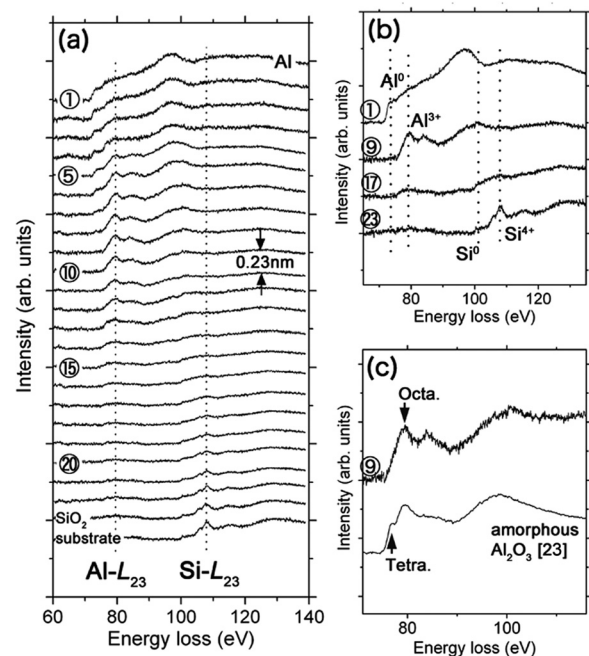 (a)
Al
①
⑤
⑩
0.23nm
⑮
⑳
SiO₂
substrate
Al-L₂₃
Si-L₂₃
60 80 100 120 140
Energy loss (eV)
Intensity (arb. units)
(b)
Al⁰
①
Al³⁺
⑨
⑰
㉓
Si⁰
Si⁴⁺
80 100 120
Energy loss (eV)
Intensity (arb. units)
(c)
Octa.
⑨
amorphous
Al₂O₃ [23]
Tetra.
80 100
Energy loss (eV)
Intensity (arb. units)